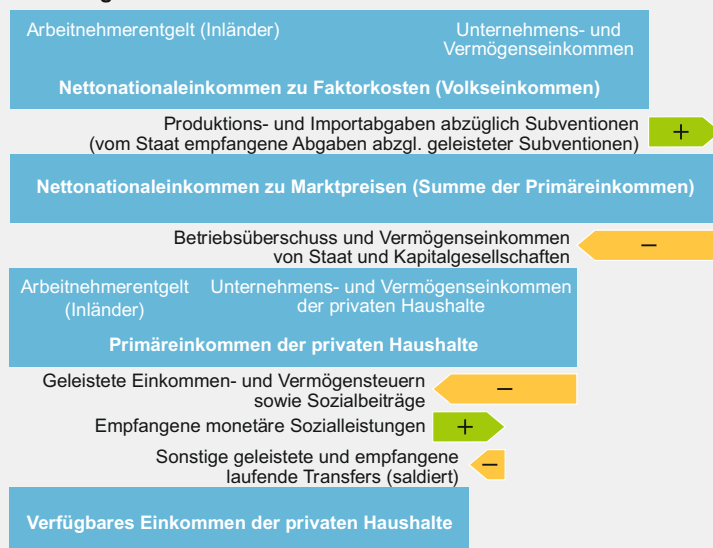 Arbeitnehmerentgelt (Inländer)
Unternehmens- und
Vermögenseinkommen
Nettonationaleinkommen zu Faktorkosten (Volkseinkommen)
Produktions- und Importabgaben abzüglich Subventionen
(vom Staat empfangene Abgaben abzgl. geleisteter Subventionen)
+
Nettonationaleinkommen zu Marktpreisen (Summe der Primäreinkommen)
Betriebsüberschuss und Vermögenseinkommen
von Staat und Kapitalgesellschaften
−
Arbeitnehmerentgelt
(Inländer)
Unternehmens- und Vermögenseinkommen
der privaten Haushalte
Primäreinkommen der privaten Haushalte
Geleistete Einkommen- und Vermögensteuern
sowie Sozialbeiträge
−
Empfangene monetäre Sozialleistungen
+
Sonstige geleistete und empfangene
laufende Transfers (saldiert)
−
Verfügbares Einkommen der privaten Haushalte